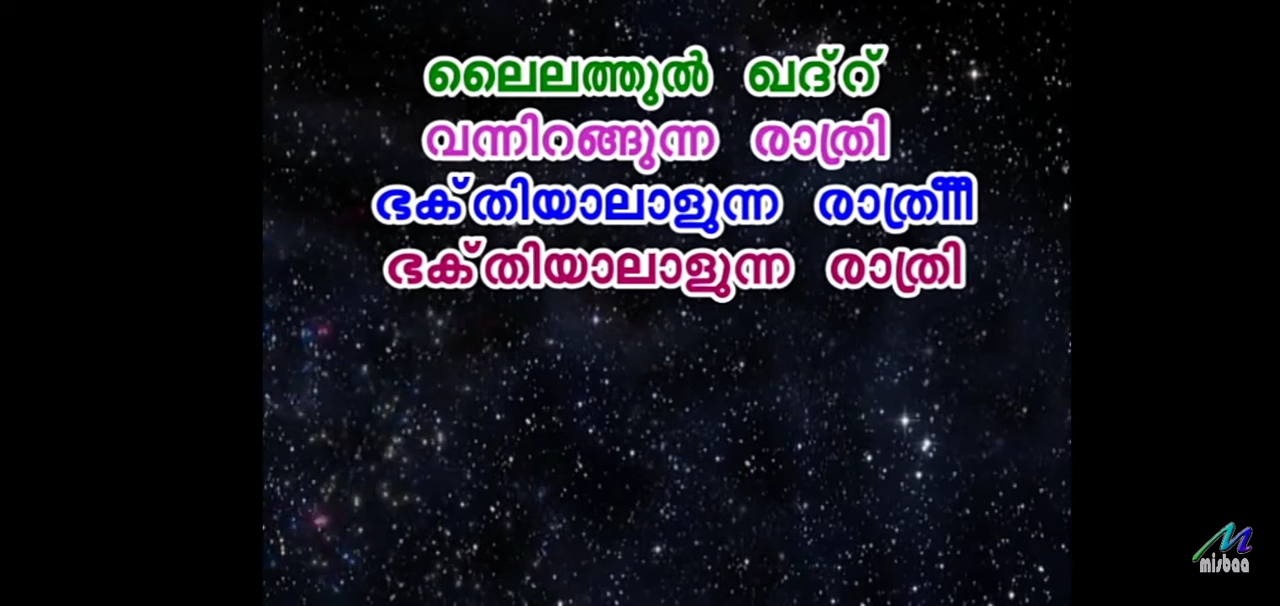 ലൈലത്തുൽ ഖദ്റ്
വന്നിറങ്ങുന്ന രാത്രി
ഭക്തിയാലാളുന്ന രാത്രീീീ
ഭക്തിയാലാളുന്ന രാത്രി
misbaa